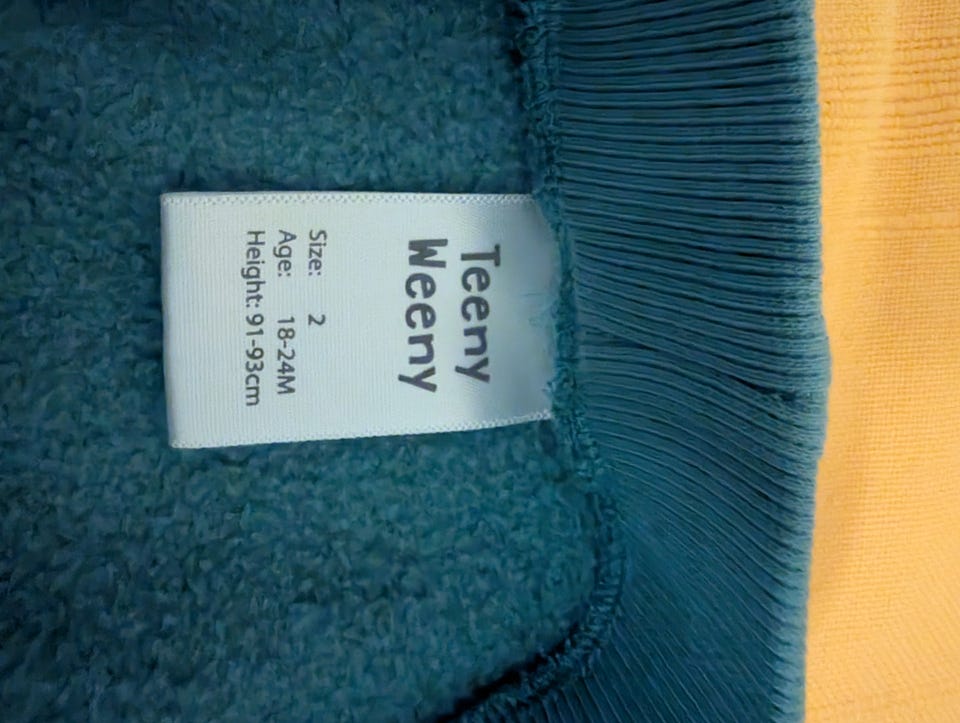 Teeny
Weeny
Size: 2
Age: 18-24M
Height: 91-93cm